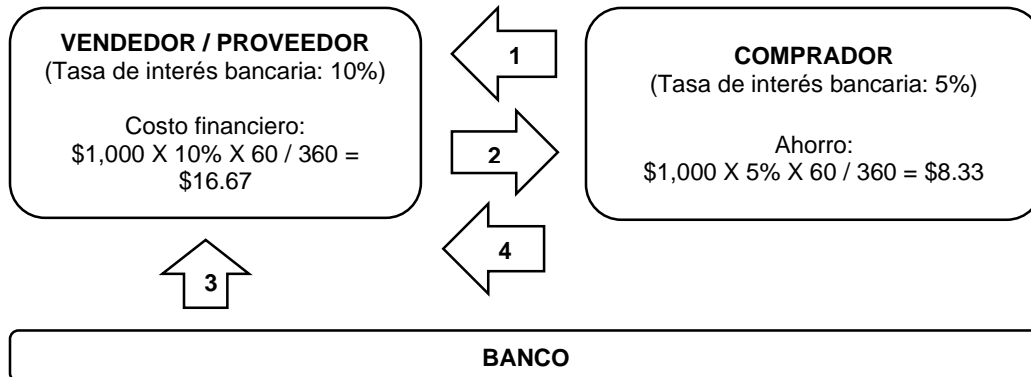 VENDEDOR / PROVEEDOR
(Tasa de interés bancaria: 10%)
Costo financiero:
$1,000 X 10% X 60 / 360 =
$16.67
1
2
4
3
COMPRADOR
(Tasa de interés bancaria: 5%)
Ahorro:
$1,000 X 5% X 60 / 360 = $8.33
BANCO